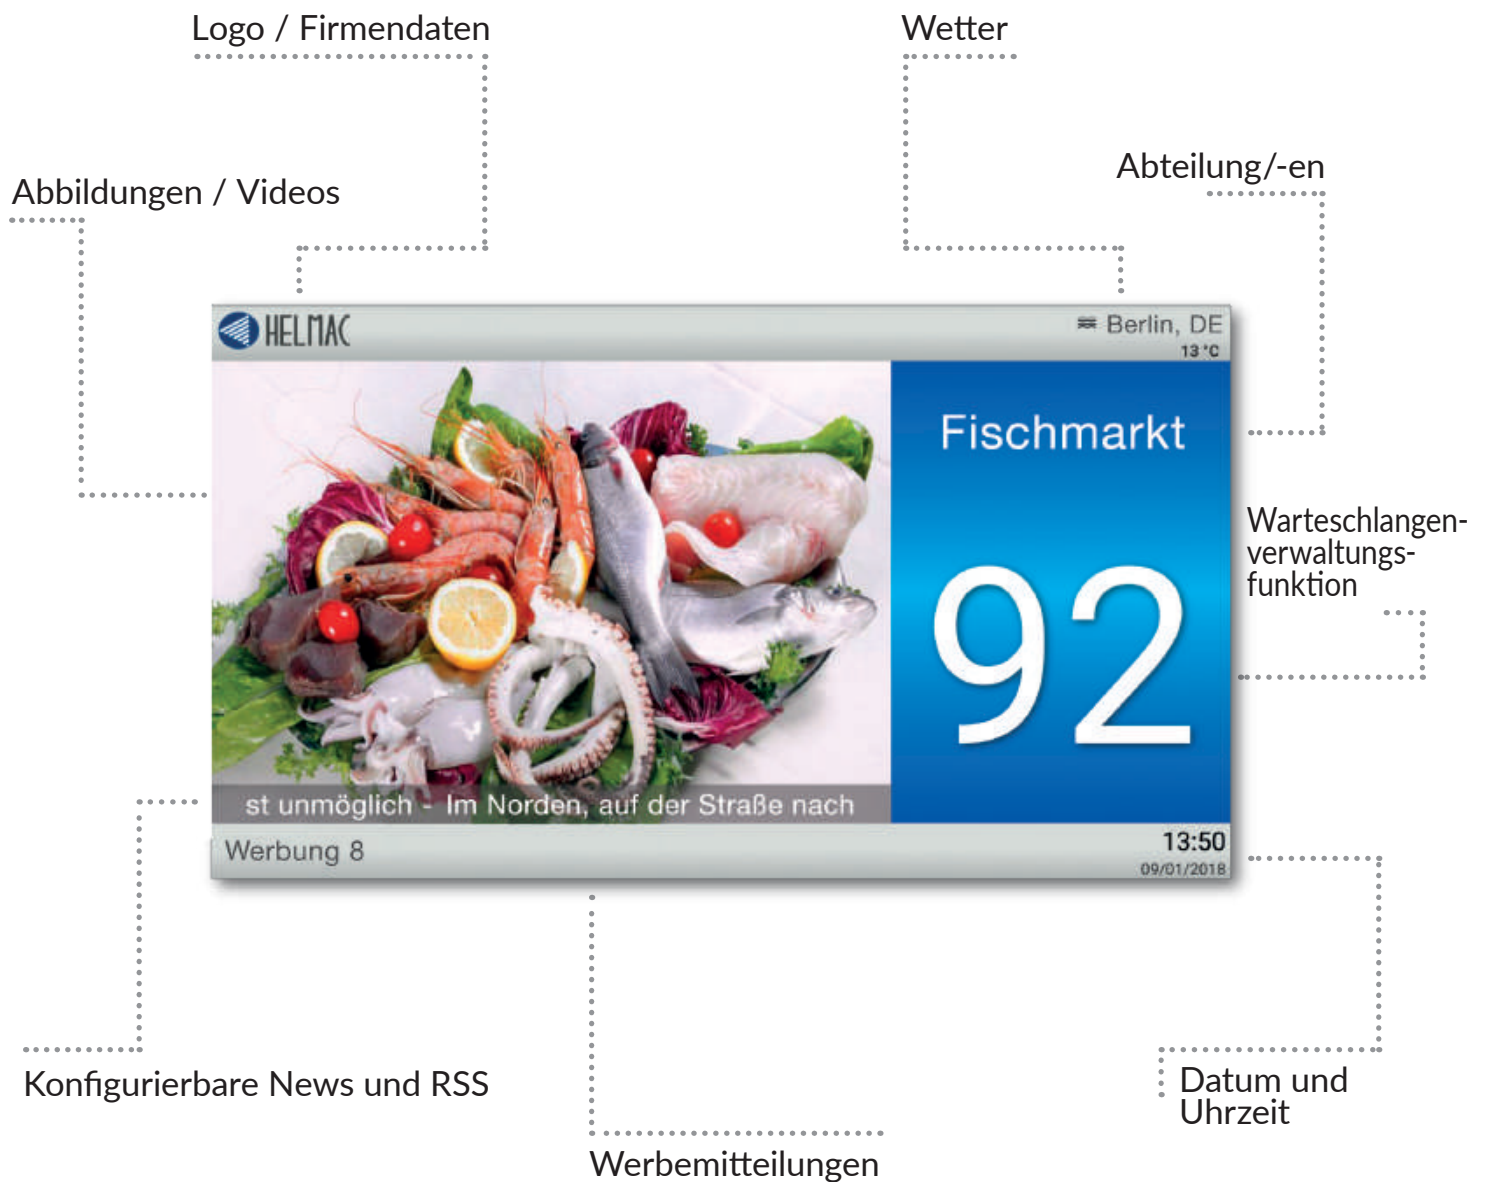 Logo / Firmendaten
Wetter
Abteilung/-en
Abbildungen / Videos
HELMAC
Berlin, DE
13 °C
Fischmarkt
Warteschlangen-
verwaltungs-
funktion
92
st unmöglich - Im Norden, auf der Straße nach
Werbung 8
13:50
09/01/2018
Konfigurierbare News und RSS
Datum und
Uhrzeit
Werbemitteilungen